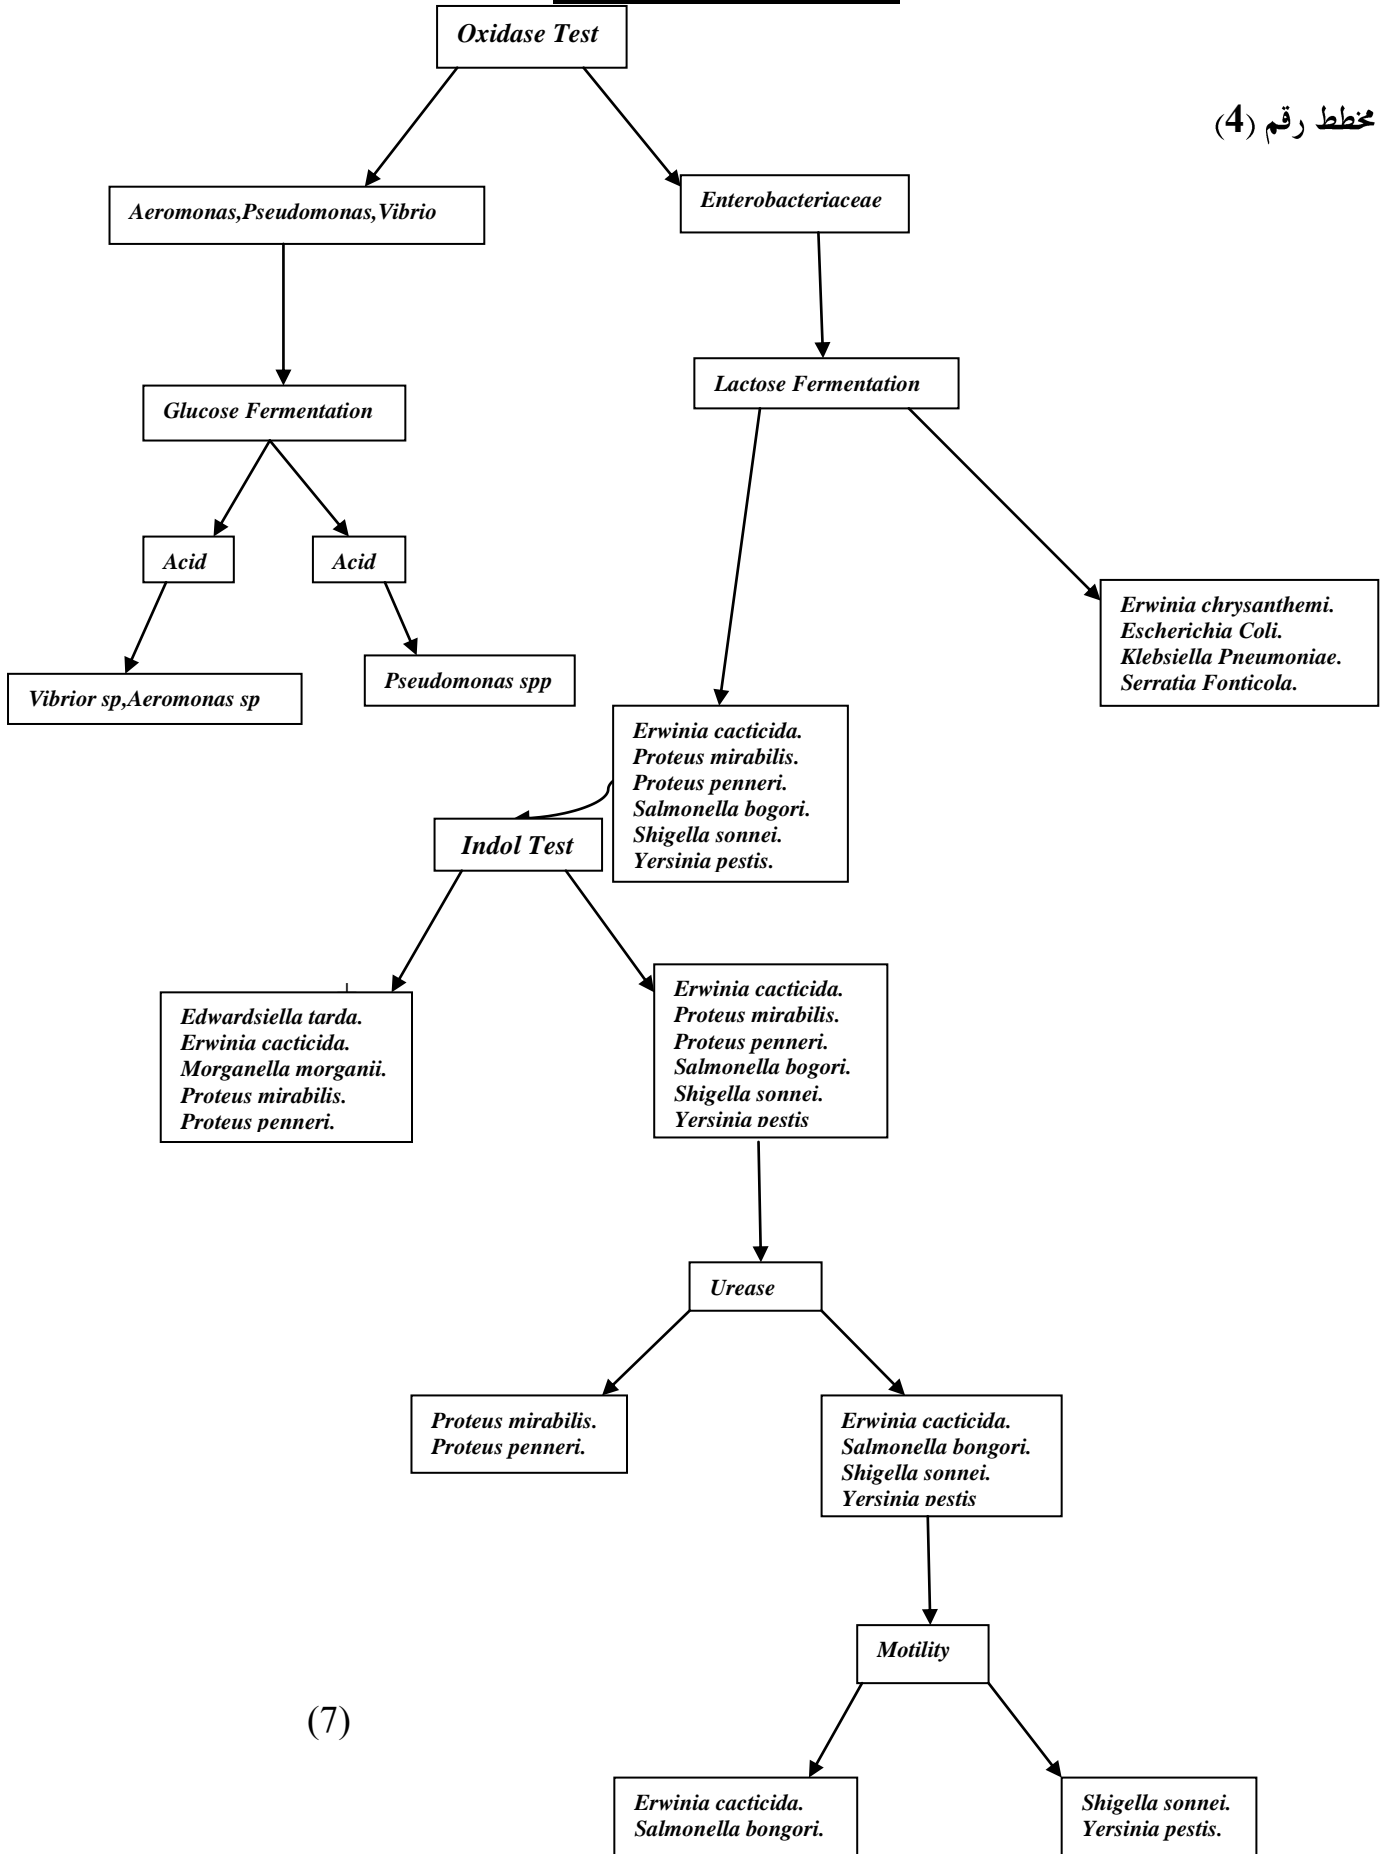 Oxidase Test
مخطط رقم (4)
Aeromonas,Pseudomonas,Vibrio
Enterobacteriaceae
Glucose Fermentation
Lactose Fermentation
Acid
Acid
Vibrior sp,Aeromonas sp
Pseudomonas spp
Erwinia chrysanthemi.
Escherichia Coli.
Klebsiella Pneumoniae.
Serratia Fonticola.
Erwinia cacticida.
Proteus mirabilis.
Proteus penneri.
Salmonella bogori.
Shigella sonnei.
Yersinia pestis.
Indol Test
Edwardsiella tarda.
Erwinia cacticida.
Morganella morganii.
Proteus mirabilis.
Proteus penneri.
Erwinia cacticida.
Proteus mirabilis.
Proteus penneri.
Salmonella bogori.
Shigella sonnei.
Yersinia pestis
Urease
Proteus mirabilis.
Proteus penneri.
Erwinia cacticida.
Salmonella bongori.
Shigella sonnei.
Yersinia pestis
Motility
(7)
Erwinia cacticida.
Salmonella bongori.
Shigella sonnei.
Yersinia pestis.